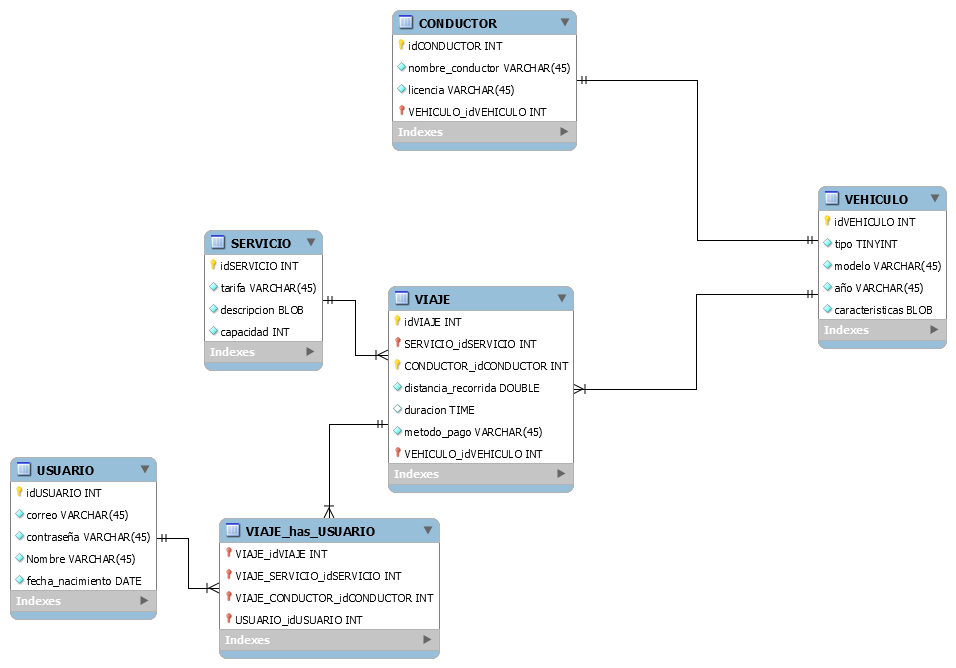 CONDUCTOR
idCONDUCTOR INT
nombre_conductor VARCHAR(45)
licencia VARCHAR(45)
VEHICULO_idVEHICULO INT
Indexes
VEHICULO
idVEHICULO INT
tipo TINYINT
modelo VARCHAR(45)
año VARCHAR(45)
caracteristicas BLOB
Indexes
SERVICIO
idSERVICIO INT
tarifa VARCHAR(45)
descripcion BLOB
capacidad INT
Indexes
VIAJE
idVIAJE INT
SERVICIO_idSERVICIO INT
CONDUCTOR_idCONDUCTOR INT
distancia_recorrida DOUBLE
duracion TIME
metodo_pago VARCHAR(45)
VEHICULO_idVEHICULO INT
Indexes
USUARIO
idUSUARIO INT
correo VARCHAR(45)
contraseña VARCHAR(45)
Nombre VARCHAR(45)
fecha_nacimiento DATE
Indexes
VIAJE_has_USUARIO
VIAJE_idVIAJE INT
VIAJE_SERVICIO_idSERVICIO INT
VIAJE_CONDUCTOR_idCONDUCTOR INT
USUARIO_idUSUARIO INT
Indexes